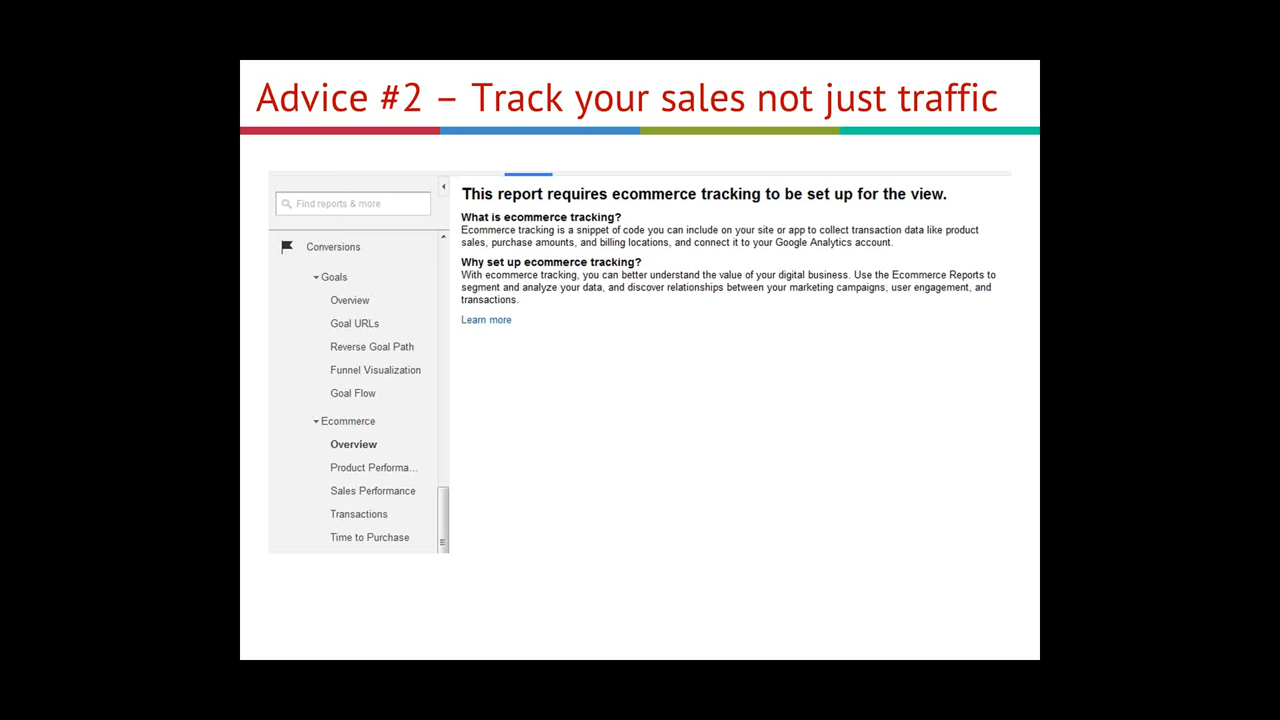 Advice #2 – Track your sales not just traffic
Find reports & more
Conversions
Goals
Overview
Goal URLs
Reverse Goal Path
Funnel Visualization
Goal Flow
Ecommerce
Overview
Product Performa...
Sales Performance
Transactions
Time to Purchase
This report requires ecommerce tracking to be set up for the view.
What is ecommerce tracking?
Ecommerce tracking is a snippet of code you can include on your site or app to collect transaction data like product
sales, purchase amounts, and billing locations, and connect it to your Google Analytics account.
Why set up ecommerce tracking?
With ecommerce tracking, you can better understand the value of your digital business. Use the Ecommerce Reports to
segment and analyze your data, and discover relationships between your marketing campaigns, user engagement, and
transactions.
Learn more